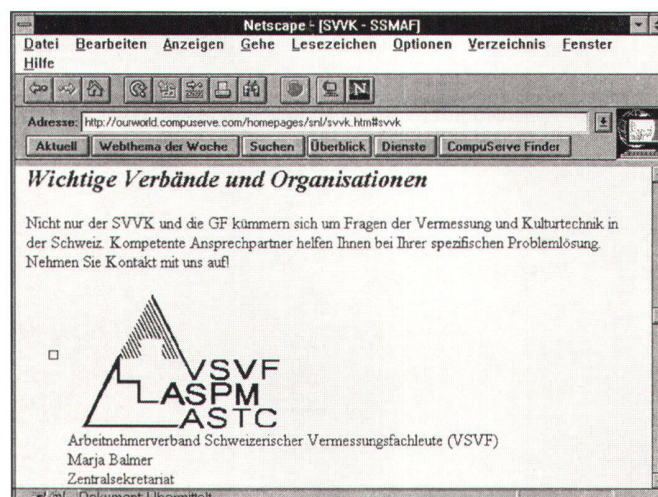 Netscape - [SVVK - SSMAF]
Datei Bearbeiten Anzeigen Gehe Lesezeichen Optionen Verzeichnis Fenster
Hilfe
N
Adresse: http://ourworld.compuserve.com/homepages/snl/svvk.htm#svvk
Aktuell Webthema der Woche Suchen Überblick Dienste CompuServe Finder
Wichtige Verbände und Organisationen
Nicht nur der SVVK und die GF kümmern sich um Fragen der Vermessung und Kulturtechnik in
der Schweiz. Kompetente Ansprechpartner helfen Ihnen bei Ihrer spezifischen Problemlösung.
Nehmen Sie Kontakt mit uns auf!
VSVF
ASPM
ASTC
Arbeitnehmerverband Schweizerischer Vermessungsfachleute (VSVF)
Marja Balmer
Zentralsekretariat
Dokument Übermittelt